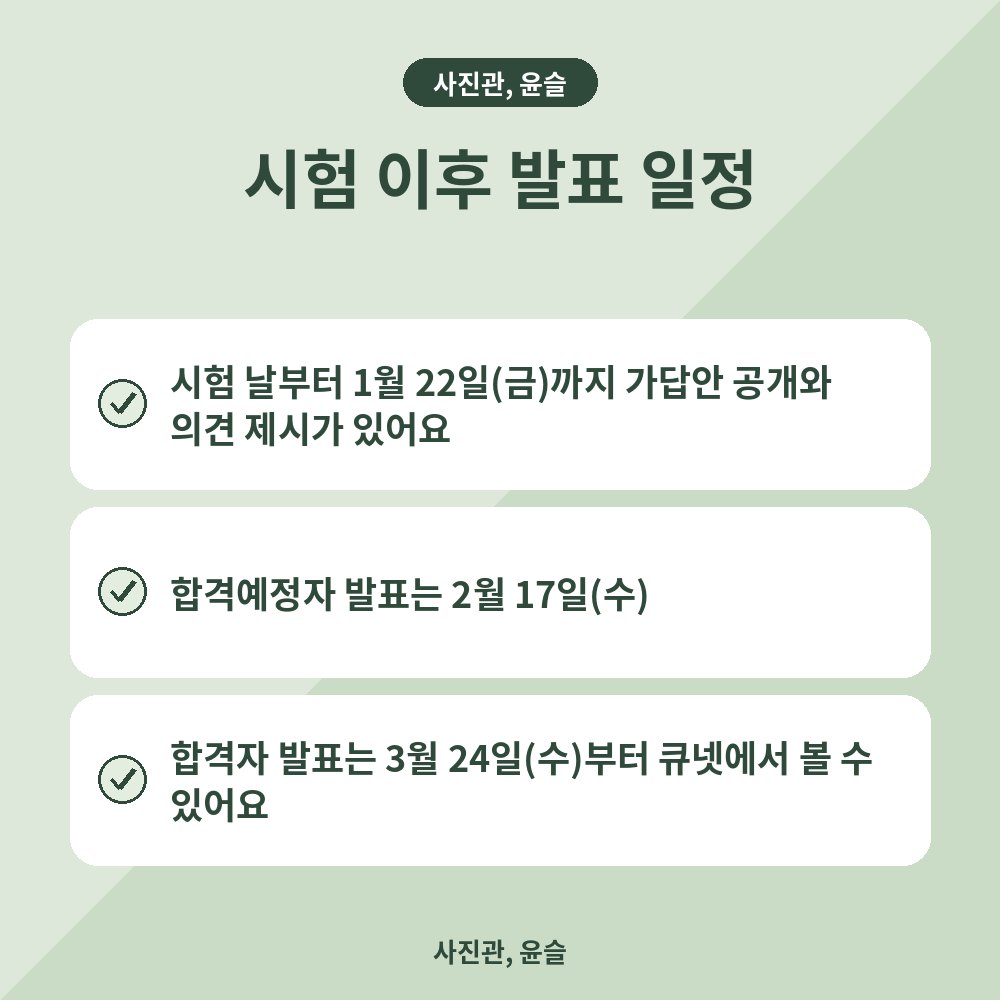 사진관, 윤슬
시험 이후 발표 일정
시험 날부터 1월 22일(금)까지 가답안 공개와
의견 제시가 있어요
합격예정자 발표는 2월 17일(수)
합격자 발표는 3월 24일(수)부터 큐넷에서 볼 수
있어요
사진관, 윤슬